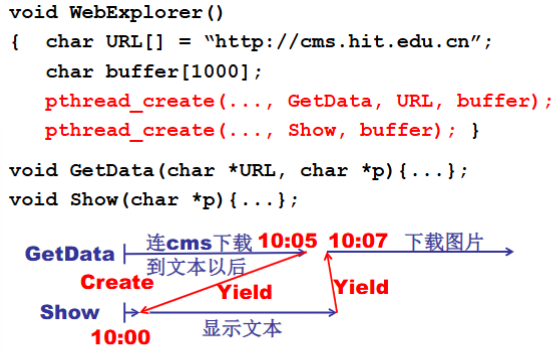 void WebExplorer()
{ char URL[] = “http://cms.hit.edu.cn”;
char buffer[1000];
pthread_create(..., GetData, URL, buffer);
pthread_create(..., Show, buffer); }
void GetData(char *URL, char *p){...};
void Show(char *p){...};
GetData 连cms下载 10:05 10:07 下载图片
到文本以后
Create Yield Yield
Show 显示文本
10:00